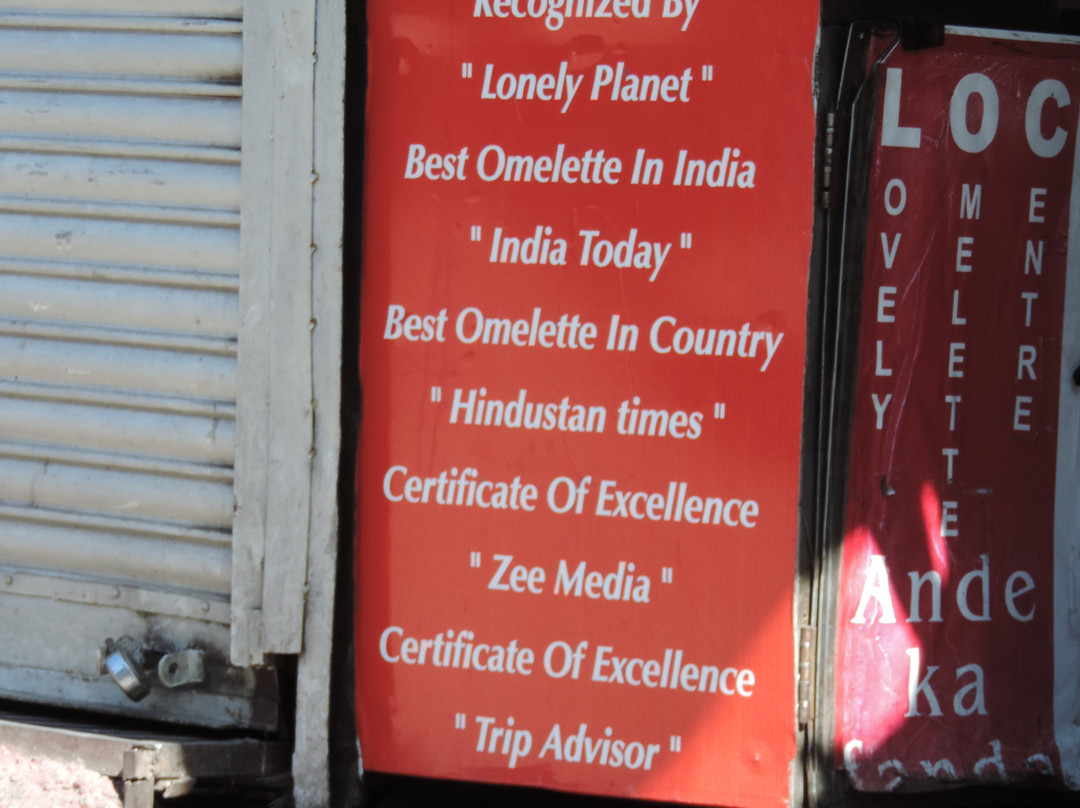 Recognized By
" Lonely Planet "
Best Omelette In India
" India Today "
Best Omelette In Country
" Hindustan times "
Certificate Of Excellence
" Zee Media "
Certificate Of Excellence
" Trip Advisor "
LOC
LOVELY
OMELETTE
CENTRE
Ande
ka
Fanda